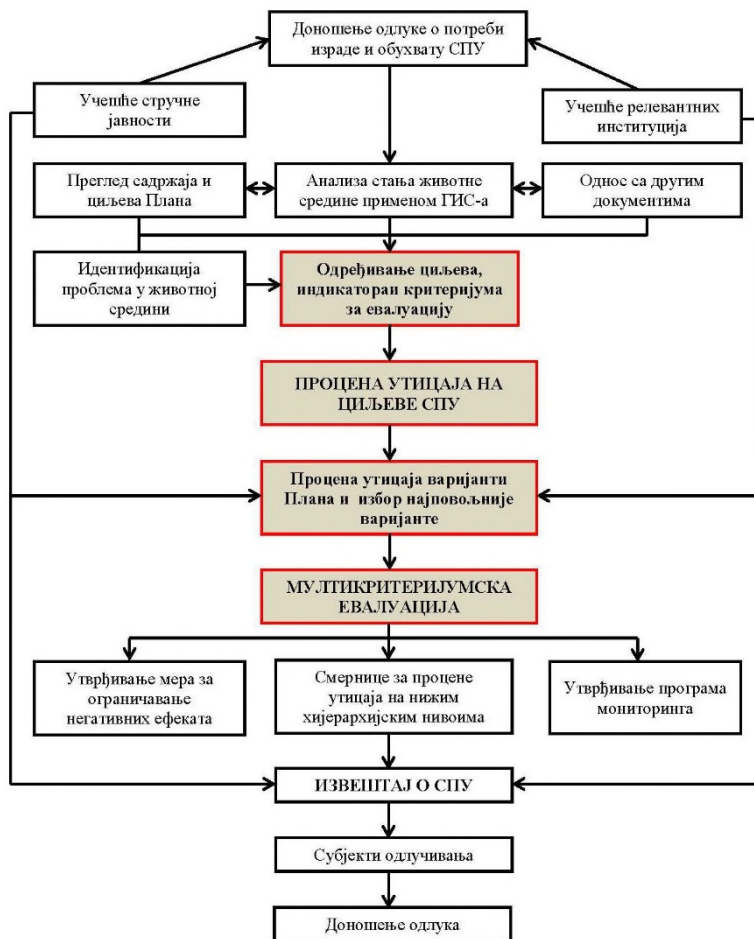 Доношење одлуке о потреби
израде и обухвату СПУ
Учешће стручне
јавности
Учешће релевантних
институција
Преглед садржаја и
циљева Плана
Анализа стања животне
средине применом ГИС-а
Однос са другим
документима
Идентификација
проблема у животној
средини
Одређивање циљева,
индикатораи критеријума
за евалуацију
ПРОЦЕНА УТИЦАЈА НА
ЦИЉЕВЕ СПУ
Процена утицаја варијанти
Плана и избор најповољније
варијанте
МУЛТИКРИТЕРИЈУМСКА
ЕВАЛУАЦИЈА
Утврђивање мера за
ограничавање
негативних ефеката
Смернице за процене
утицаја на нижим
хијерархијским нивоима
Утврђивање програма
мониторинга
ИЗВЕШТАЈ О СПУ
Субјекти одлучивања
Доношење одлука